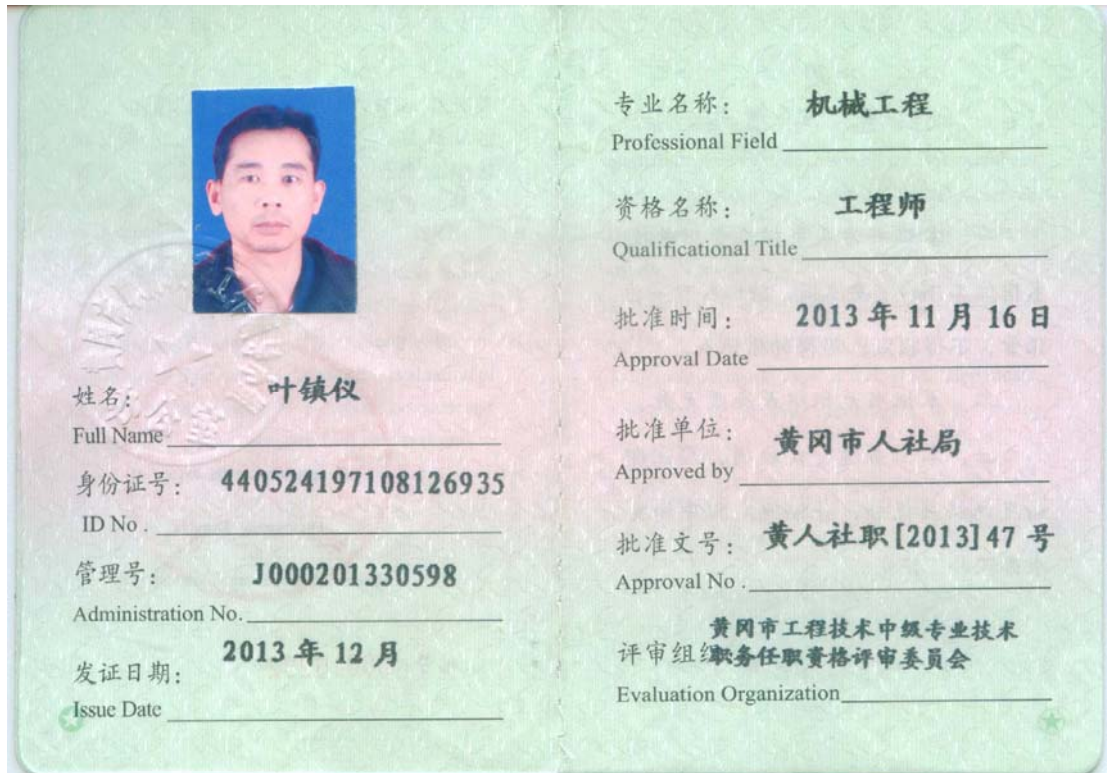 姓名: 叶镇仪
Full Name
身份证号: 440524197108126935
ID No.
管理号: J000201330598
Administration No.
发证日期: 2013 年 12 月
Issue Date
专业名称: 机械工程
Professional Field
资格名称: 工程师
Qualificational Title
批准时间: 2013 年 11 月 16 日
Approval Date
批准单位: 黄冈市人社局
Approved by
批准文号: 黄人社职[2013]47 号
Approval No.
黄冈市工程技术中级专业技术
评审组织 职务任职资格评审委员会
Evaluation Organization